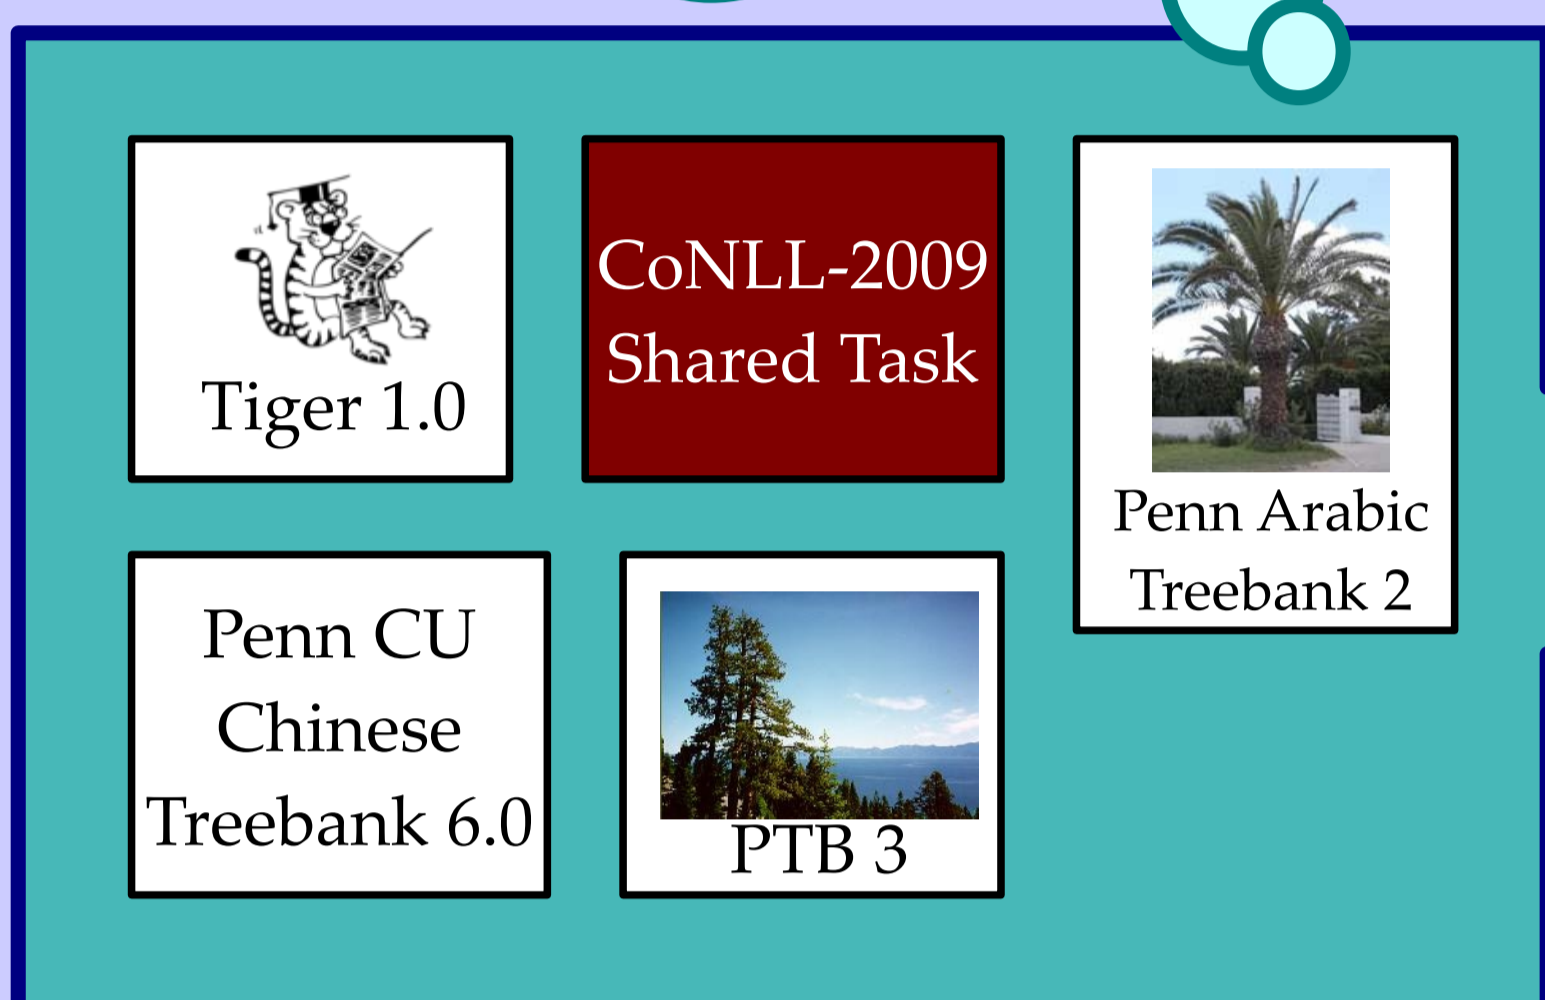 Tiger 1.0
CoNLL-2009
Shared Task
Penn Arabic
Treebank 2
Penn CU
Chinese
Treebank 6.0
PTB 3